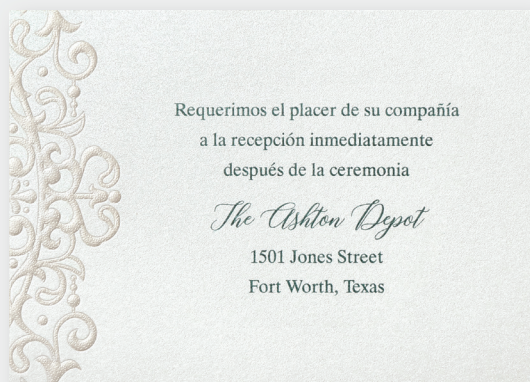 Requerimos el placer de su compañía
a la recepción inmediatamente
después de la ceremonia
The Ashton Depot
1501 Jones Street
Fort Worth, Texas